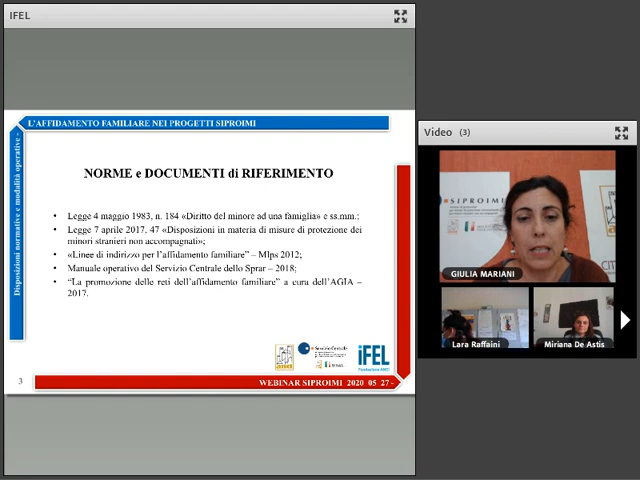 IFEL
L'AFFIDAMENTO FAMILIARE NEI PROGETTI SIPROIMI
Disposizioni normative e modalità operative -
NORME e DOCUMENTI di RIFERIMENTO
• Legge 4 maggio 1983, n. 184 «Diritto del minore ad una famiglia» e ss.mm.;
• Legge 7 aprile 2017, 47 «Disposizioni in materia di misure di protezione dei
minori stranieri non accompagnati»;
• «Linee di indirizzo per l'affidamento familiare” – Mlps 2012;
• Manuale operativo del Servizio Centrale dello Sprar – 2018;
• “La promozione delle reti dell'affidamento familiare” a cura dell'AGIA –
2017.
Servizio Centrale
iFEL
Fondazione ANCI
3
WEBINAR SIPROIMI 2020 05 27-
Video (3)
SIPROIMI
GIULIA MARIANI
Lara Raffaini
Miriana De Astis